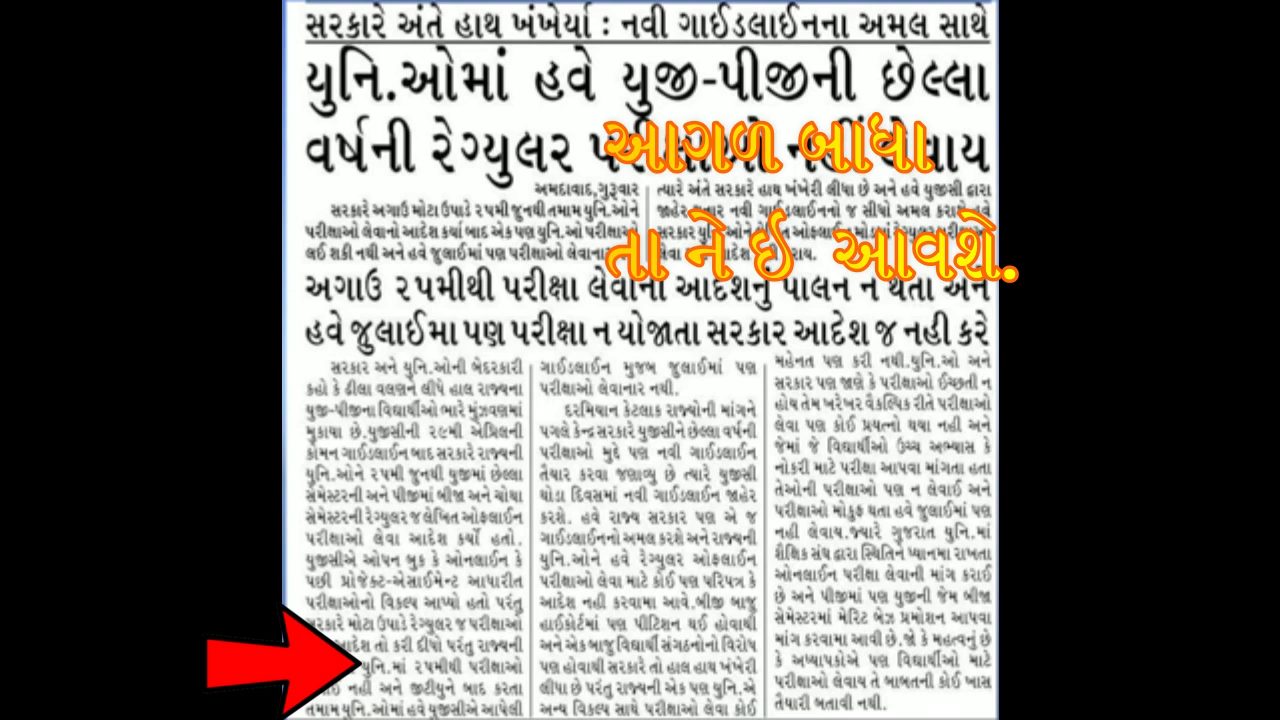 સરકારે અંતે હાથ ખંખેર્યા : નવી ગાઈડલાઈનના અમલ સાથે
યુનિ.ઓમાં હવે યુજી-પીજીની છેલ્લા
વર્ષની રેગ્યુલર
આગળ બાધા
તા ને ઈ આવશે.
અમદાવાદ,ગુરૂવાર
સરકારે અગાઉ મોટા ઉપાડે ૨૫મી જુનથી તમામ યુનિ.ઓને
પરીક્ષાઓ લેવાનો આદેશ કર્યા બાદ એકપણ યુનિ.ઓ
લઈ શકી નથી અને હવે જુલાઈમાં પણ પરીક્ષાઓ
ત્યારે અંતે સરકારે હાથ ખંખેરી લીધા છે અને હવે યુજીસી દ્વારા
જાહેર થનાર નવી ગાઈડલાઈનનો જ સીધો અમલ કરાશે.હવે
સરકાર
અગાઉ ૨૫મીથી પરીક્ષા લેવાના આદેશનું પાલન ન થતા અને
હવે જુલાઈમા પણ પરીક્ષા ન યોજાતા સરકાર આદેશ જ નહી કરે
સરકાર અને યુનિ.ઓની બેદરકારી
કહો કે ઢીલા વલણને લીધે હાલ રાજ્યના
યુજી-પીજીના વિદ્યાર્થીઓ ભારે મુંઝવણમાં
મુકાયા છે.યુજીસીની ૨૯મી એપ્રિલની
કોમન ગાઈડલાઈન બાદ સરકારે રાજ્યની
યુનિ.ઓને ૨૫મી જુનથી યુજીમાં છેલ્લા
સેમેસ્ટરની અને પીજીમાં બીજા અને ચોથા
સેમેસ્ટરની રેગ્યુલર જ લેખિત ઓફલાઈન
પરીક્ષાઓ લેવા આદેશ કર્યો હતો.
યુજીસીએ ઓપન બુક કે ઓનલાઈન કે
પછી પ્રોજેક્ટ-એસાઈમેન્ટ આધારીત
પરીક્ષાઓનો વિકલ્પ આપ્યો હતો પરંતુ
સરકારે મોટા ઉપાડે રેગ્યુલર જ પરીક્ષાઓ
આદેશ તો કરી દીધો પરંતુ રાજ્યની
યુનિ.માં ૨૫મીથી પરીક્ષાઓ
નહી અને જીટીયુને બાદ કરતા
તમામ યુનિ.ઓમાં હવે યુજીસીએ આપેલી
ગાઈડલાઈન મુજબ જુલાઈમાં પણ
પરીક્ષાઓ લેવાનાર નથી.
દરમિયાન કેટલાક રાજ્યોની માંગને
પગલે કેન્દ્ર સરકારે યુજીસીને છેલ્લા વર્ષની
પરીક્ષાઓ મુદ્દે પણ નવી ગાઈડલાઈન
તૈયાર કરવા જણાવ્યુ છે ત્યારે યુજીસી
થોડા દિવસમાં નવી ગાઈડલાઈન જાહેર
કરશે. હવે રાજ્ય સરકાર પણ એ જ
ગાઈડલાઈનનો અમલ કરશે અને રાજ્યની
યુનિ.ઓને હવે રેગ્યુલર ઓફલાઈન
પરીક્ષાઓ લેવા માટે કોઈ પણ પરિપત્ર કે
આદેશ નહી કરવામા આવે.બીજી બાજુ
હાઈકોર્ટમાં પણ પીટિશન થઈ હોવાથી
અને એક બાજુ વિદ્યાર્થી સંગઠનોનો વિરોધ
પણ હોવાથી સરકારે તો હાલ હાથ ખંખેરી
લીધા છે પરંતુ રાજ્યની એક પણ યુનિ.એ
અન્ય વિકલ્પ સાથે પરીક્ષાઓ લેવા કોઈ
મહેનત પણ કરી નથી.યુનિ.ઓ અને
સરકાર પણ જાણે કે પરીક્ષાઓ ઈચ્છતી ન
હોય તેમ ખરેખર વૈકલ્પિક રીતે પરીક્ષાઓ
લેવા પણ કોઈ પ્રયત્નો થયા નહી અને
જેમાં જે વિદ્યાર્થીઓ ઉચ્ચ અભ્યાસ કે
નોકરી માટે પરીક્ષા આપવા માંગતા હતા
તેઓની પરીક્ષાઓ પણ ન લેવાઈ અને
પરીક્ષાઓ મોકુફ થતા હવે જુલાઈમાં પણ
નહી લેવાય.જ્યારે ગુજરાત યુનિ.માં
શૈક્ષિક સંઘ દ્વારા સ્થિતિને ધ્યાનમા રાખતા
ઓનલાઈન પરીક્ષા લેવાની માંગ કરાઈ
છે અને પીજીમાં પણ યુજીની જેમ બીજા
સેમેસ્ટરમાં મેરિટ બેઝ પ્રમોશન આપવા
માંગ કરવામા આવી છે. જો કે મહત્વનું છે
કે અધ્યાપકોએ પણ વિદ્યાર્થીઓ માટે
પરીક્ષાઓ લેવાય તે બાબતની કોઈ ખાસ
તૈયારી બતાવી નથી.